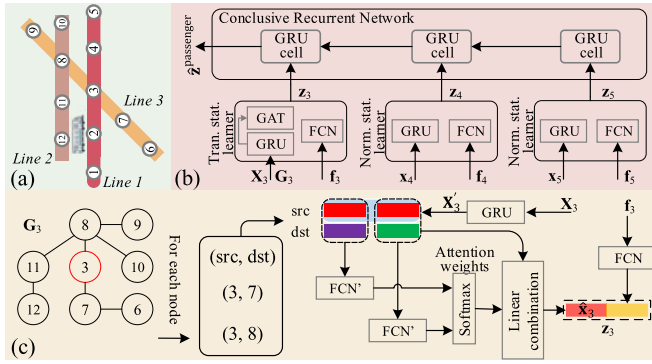 9
10
5
8
4
11
3
Line 3
12
2
7
6
Line 2
1
Line 1
(a)
Conclusive Recurrent Network
GRU
cell
GRU
cell
GRU
cell
ẑ^passenger
z₃
z₄
z₅
Tran. stat.
learner
GAT
GRU
FCN
Norm. stat.
learner
GRU
FCN
Norm. stat.
learner
GRU
FCN
X₃ G₃
f₃
x₄
f₄
x₅
f₅
(b)
G₃
8
9
11
3
10
12
7
6
(c)
For each node
(src, dst)
(3, 7)
(3, 8)
src
dst
X₃′
GRU
X₃
f₃
FCN
FCN'
FCN'
Attention
weights
Softmax
Linear
combination
x̂₃
z₃